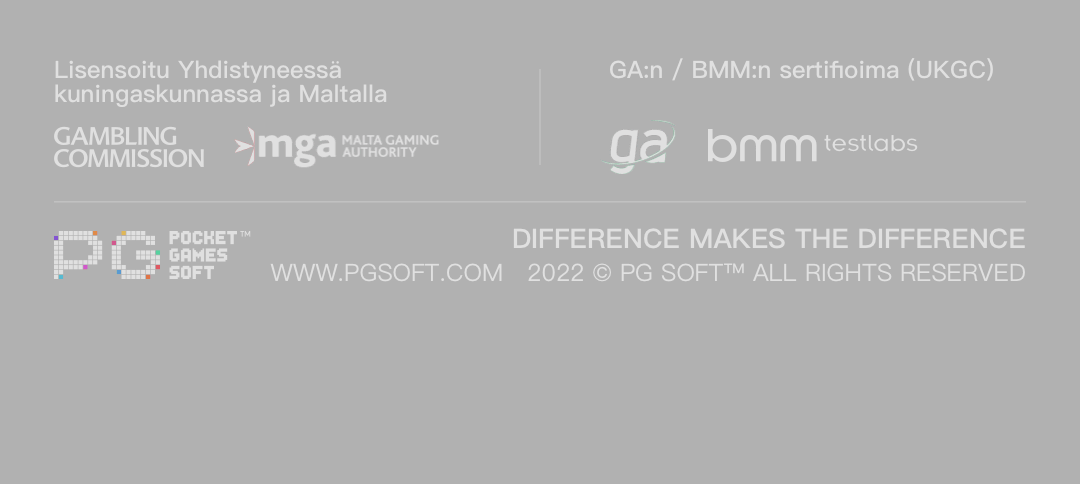 Lisensoitu Yhdistyneessä
kuningaskunnassa ja Maltalla
GAMBLING
COMMISSION
mga MALTA GAMING
AUTHORITY
GA:n / BMM:n sertifioima (UKGC)
ga bmm testlabs
PG POCKET™
GAMES
SOFT
WWW.PGSOFT.COM
DIFFERENCE MAKES THE DIFFERENCE
2022 © PG SOFT™ ALL RIGHTS RESERVED